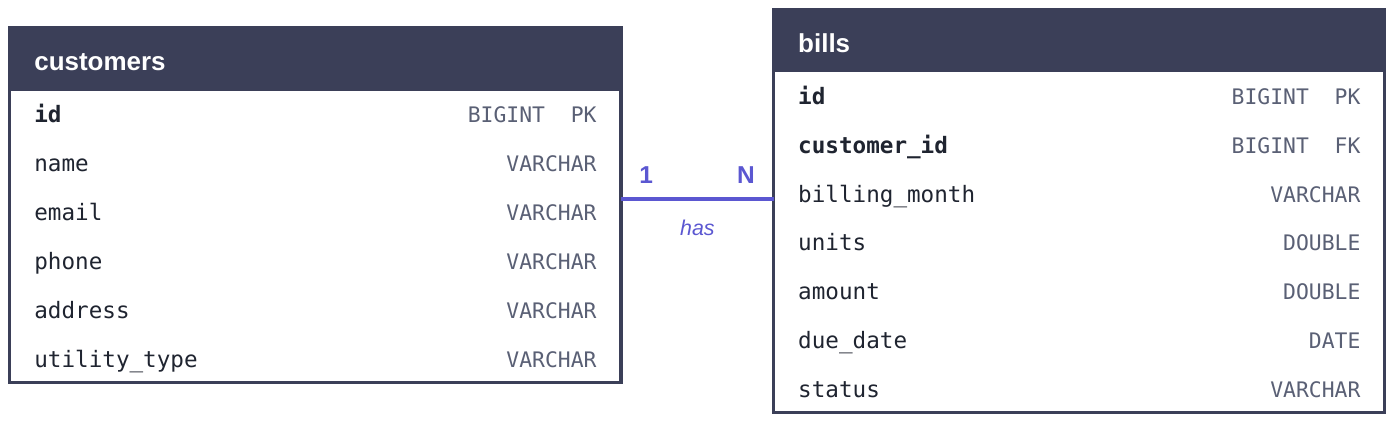 customers
id BIGINT PK
name VARCHAR
email VARCHAR
phone VARCHAR
address VARCHAR
utility_type VARCHAR
1 N
has
bills
id BIGINT PK
customer_id BIGINT FK
billing_month VARCHAR
units DOUBLE
amount DOUBLE
due_date DATE
status VARCHAR